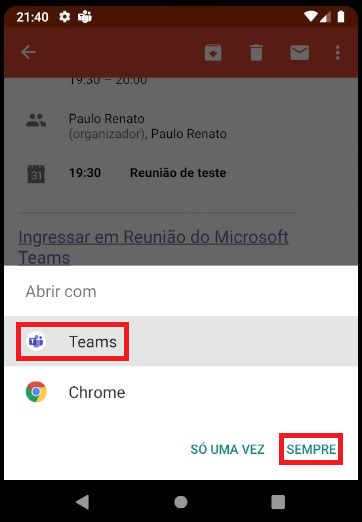 21:40
19:30 – 20:00
Paulo Renato
(organizador), Paulo Renato
31
19:30 Reunião de teste
Ingressar em Reunião do Microsoft
Teams
Abrir com
Teams
Chrome
SÓ UMA VEZ SEMPRE